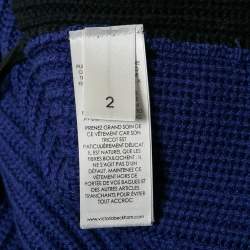 2
PRENEZ GRAND SOIN DE
CE VÊTEMENT CAR SON
TRICOT EST
PARTICULIÈREMENT DÉLICAT
IL EST NATUREL QUE LES
FIBRES BOULOCHENT. IL
NE S'AGIT PAS D'UN
DÉFAUT. MAINTENEZ CE
VÊTEMENT HORS DE
PORTÉE DE VOS BAGUES ET
DES AUTRES ARTICLES
TRANCHANTS POUR ÉVITER
TOUT ACCROC
www.victoriabeckham.com